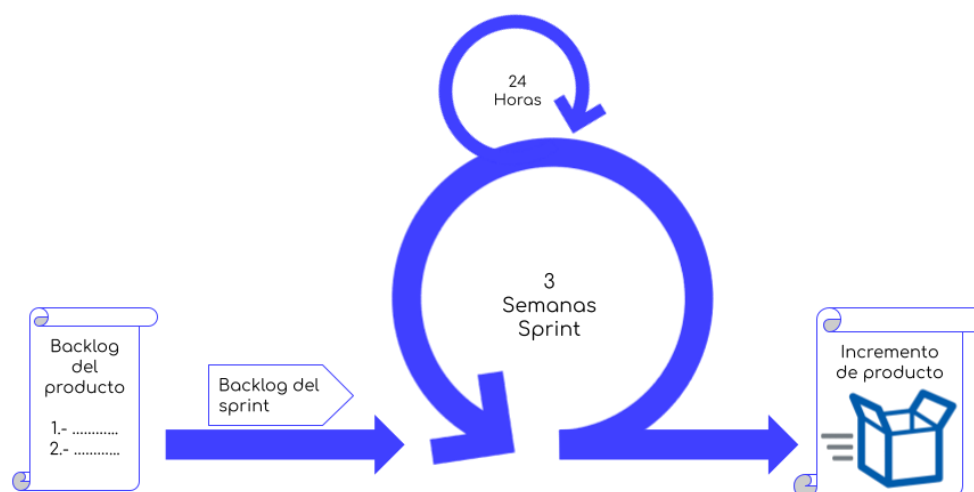 24
Horas
3
Semanas
Sprint
Backlog
del
producto
1.- ............
2.- ............
Backlog del
sprint
Incremento
de producto